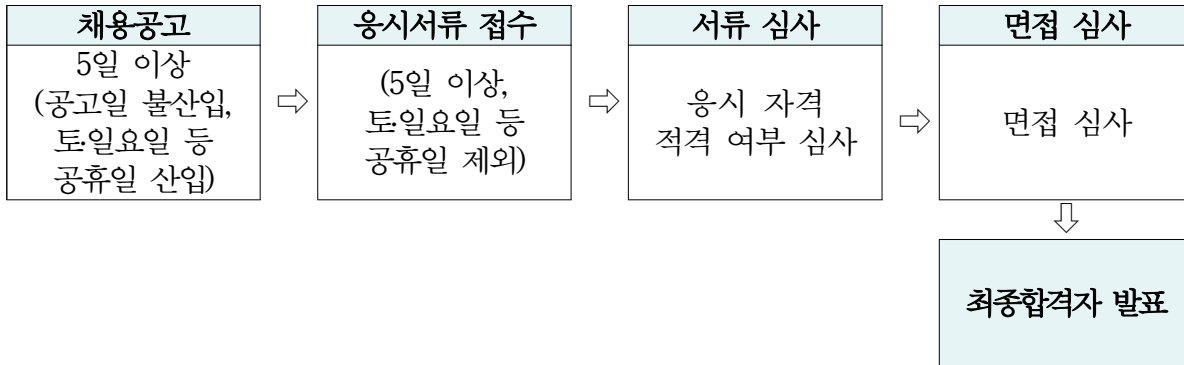 채용공고
5일 이상
(공고일 불산입,
토·일요일 등
공휴일 산입)
⇨
응시서류 접수
(5일 이상,
토·일요일 등
공휴일 제외)
⇨
서류 심사
응시 자격
적격 여부 심사
⇨
면접 심사
면접 심사
⇩
최종합격자 발표